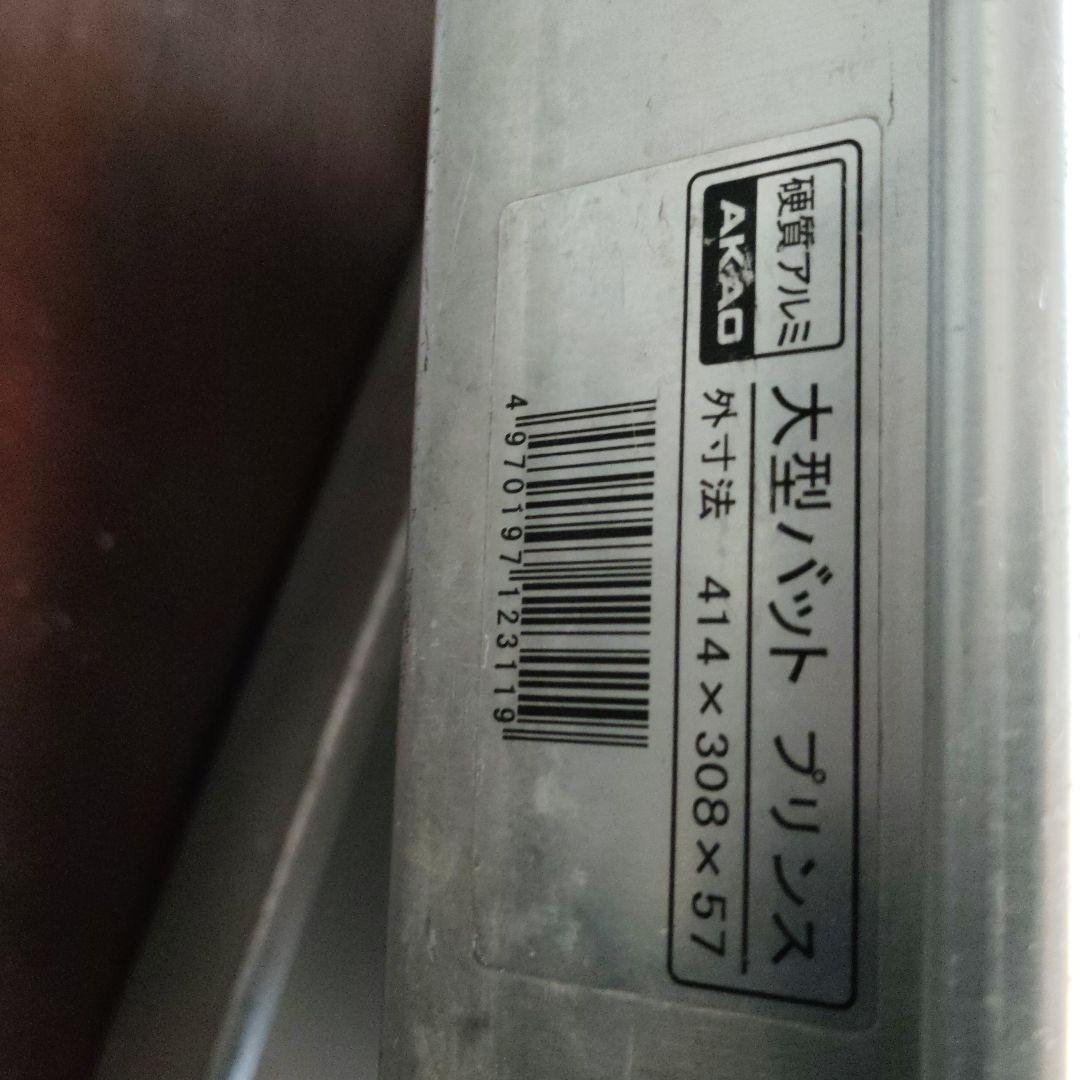 硬質アルミ
AKAO
大型バット プリンス
外寸法 414×308×57
4970197123119